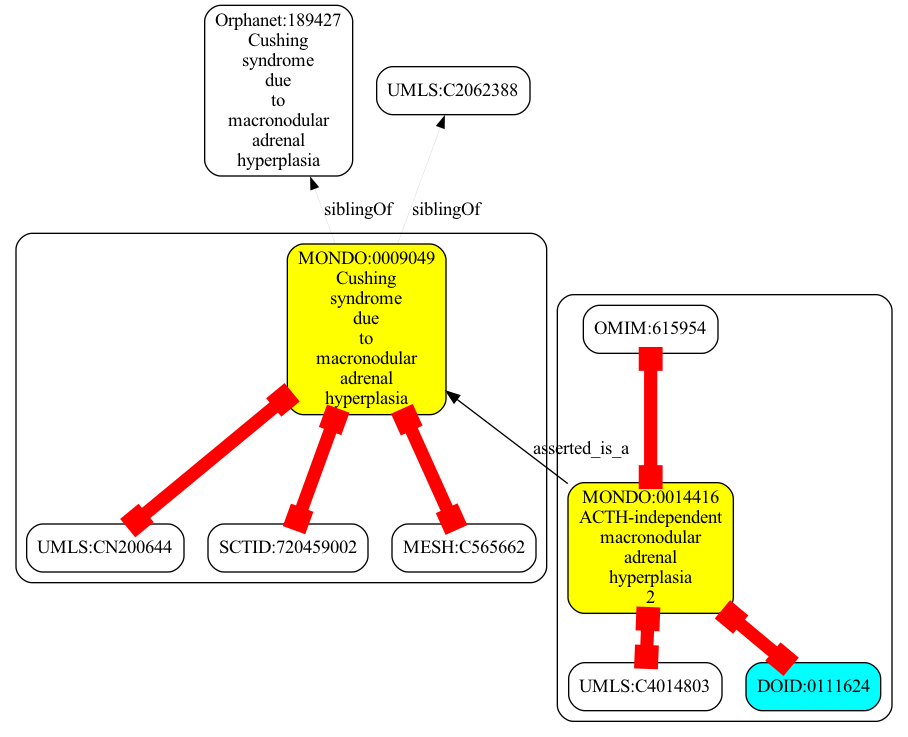 Orphanet:189427
Cushing
syndrome
due
to
macronodular
adrenal
hyperplasia
UMLS:C2062388
siblingOf
siblingOf
MONDO:0009049
Cushing
syndrome
due
to
macronodular
adrenal
hyperplasia
OMIM:615954
asserted_is_a
MONDO:0014416
ACTH-independent
macronodular
adrenal
hyperplasia
2
UMLS:CN200644
SCTID:720459002
MESH:C565662
UMLS:C4014803
DOID:0111624